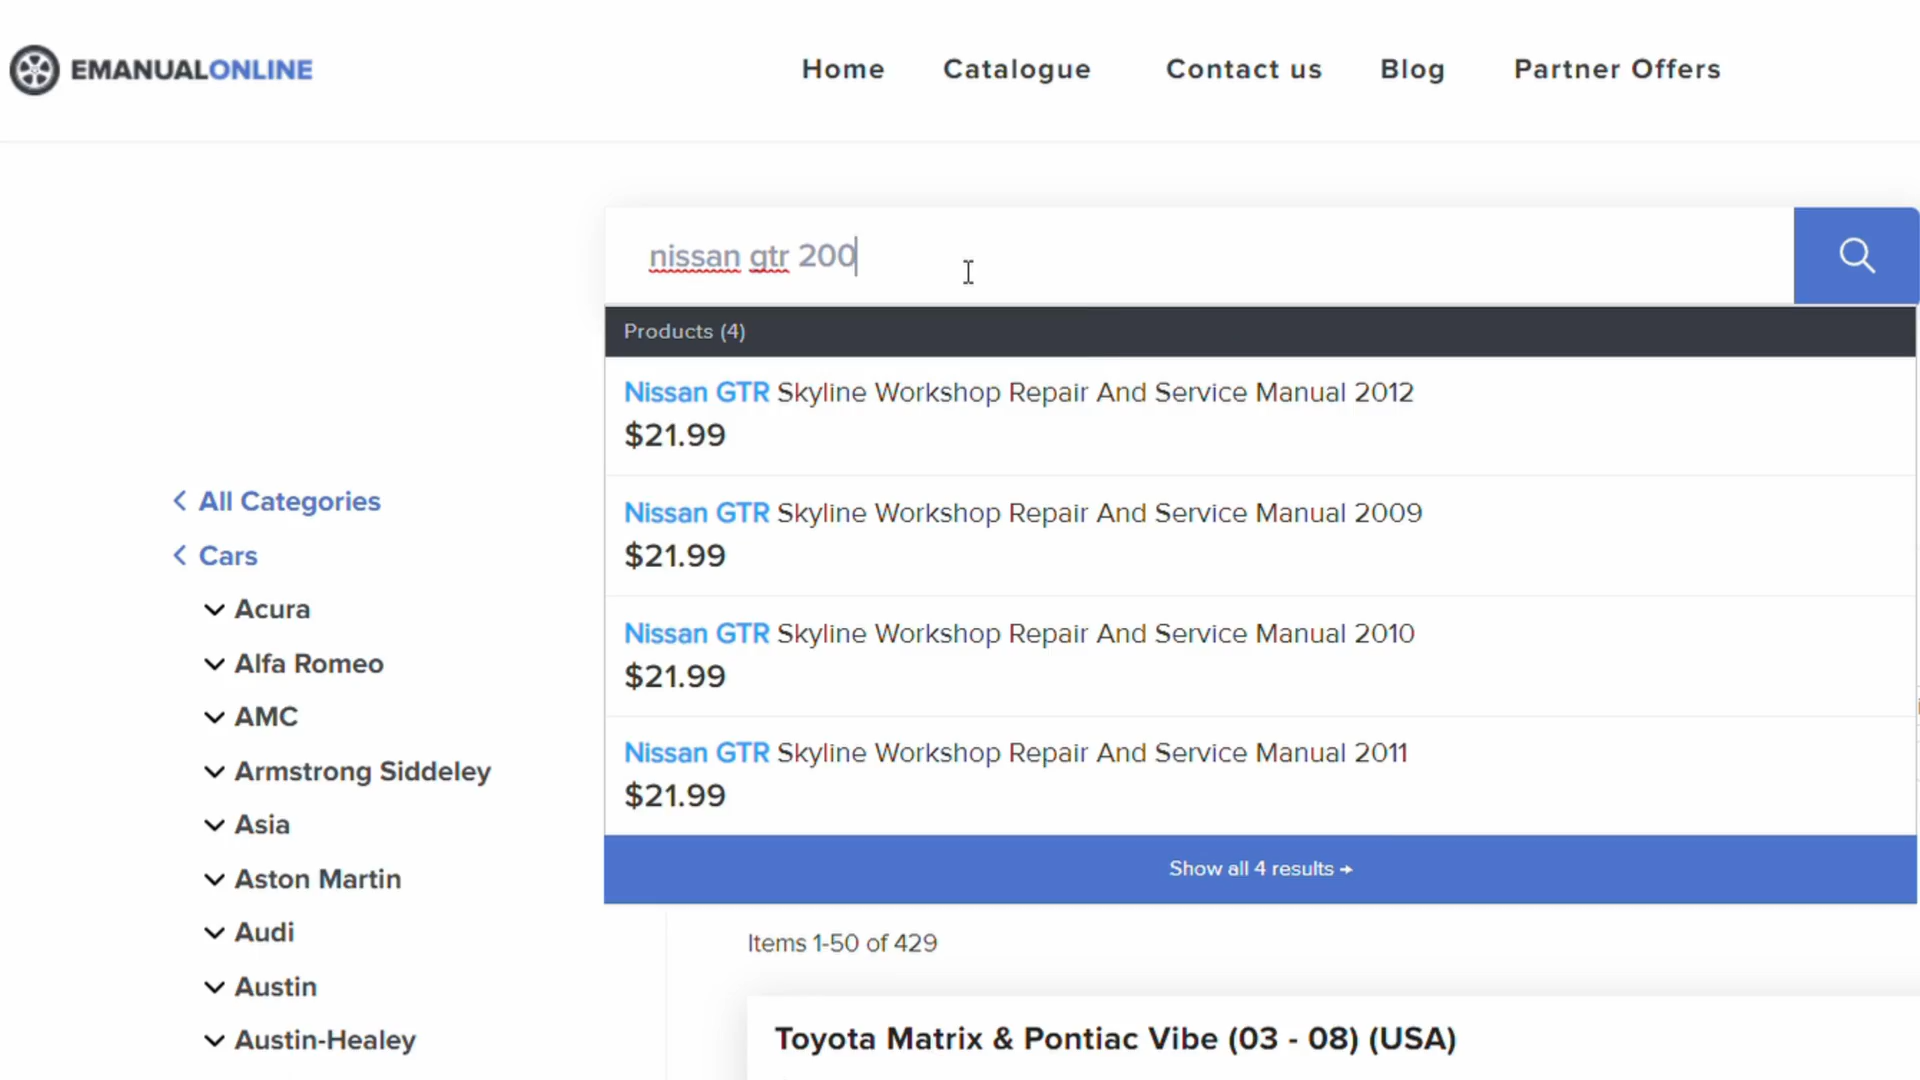 EMANUALONLINE
Home Catalogue Contact us Blog Partner Offers
nissan gtr 200
Products (4)
Nissan GTR Skyline Workshop Repair And Service Manual 2012
$21.99
Nissan GTR Skyline Workshop Repair And Service Manual 2009
$21.99
Nissan GTR Skyline Workshop Repair And Service Manual 2010
$21.99
Nissan GTR Skyline Workshop Repair And Service Manual 2011
$21.99
Show all 4 results →
All Categories
Cars
Acura
Alfa Romeo
AMC
Armstrong Siddeley
Asia
Aston Martin
Audi
Austin
Austin-Healey
Items 1-50 of 429
Toyota Matrix & Pontiac Vibe (03 - 08) (USA)